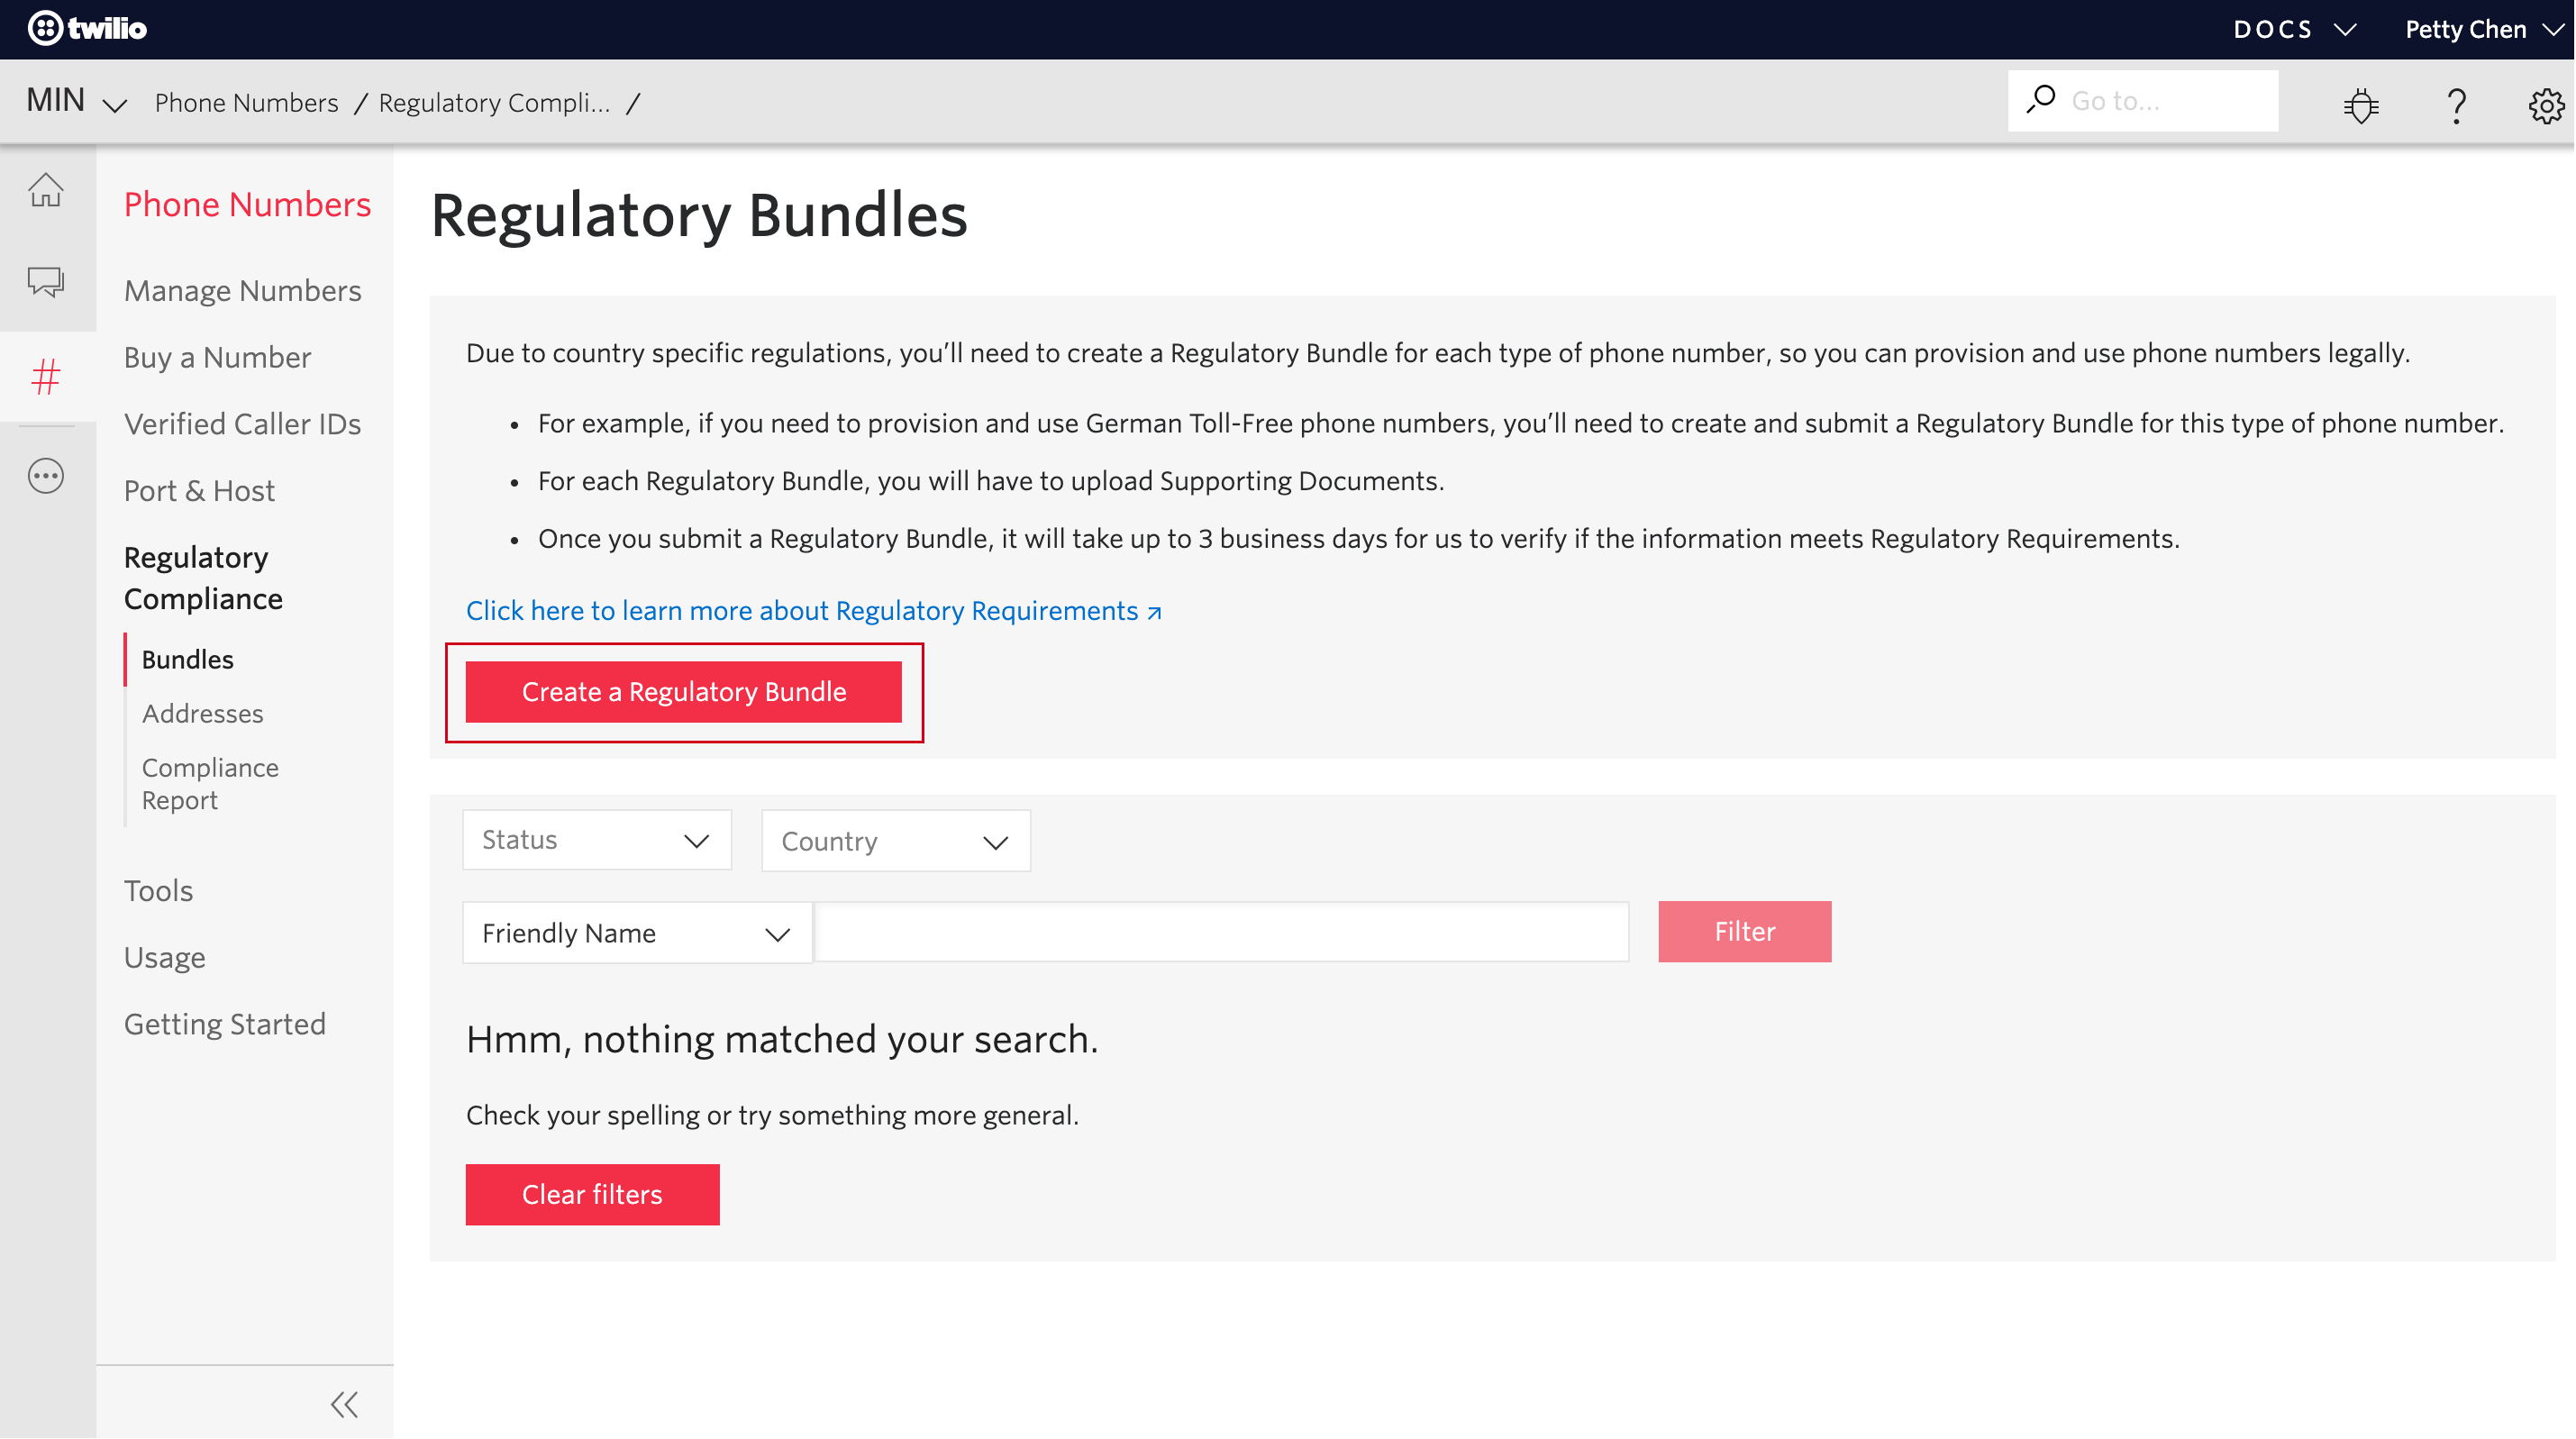 twilio
DOCS
Petty Chen
MIN
Phone Numbers / Regulatory Compli... /
Go to...
Phone Numbers
Manage Numbers
Buy a Number
Verified Caller IDs
Port & Host
Regulatory
Compliance
Bundles
Addresses
Compliance
Report
Tools
Usage
Getting Started
Regulatory Bundles
Due to country specific regulations, you’ll need to create a Regulatory Bundle for each type of phone number, so you can provision and use phone numbers legally.
• For example, if you need to provision and use German Toll-Free phone numbers, you’ll need to create and submit a Regulatory Bundle for this type of phone number.
• For each Regulatory Bundle, you will have to upload Supporting Documents.
• Once you submit a Regulatory Bundle, it will take up to 3 business days for us to verify if the information meets Regulatory Requirements.
Click here to learn more about Regulatory Requirements ↗
Create a Regulatory Bundle
Status
Country
Friendly Name
Filter
Hmm, nothing matched your search.
Check your spelling or try something more general.
Clear filters